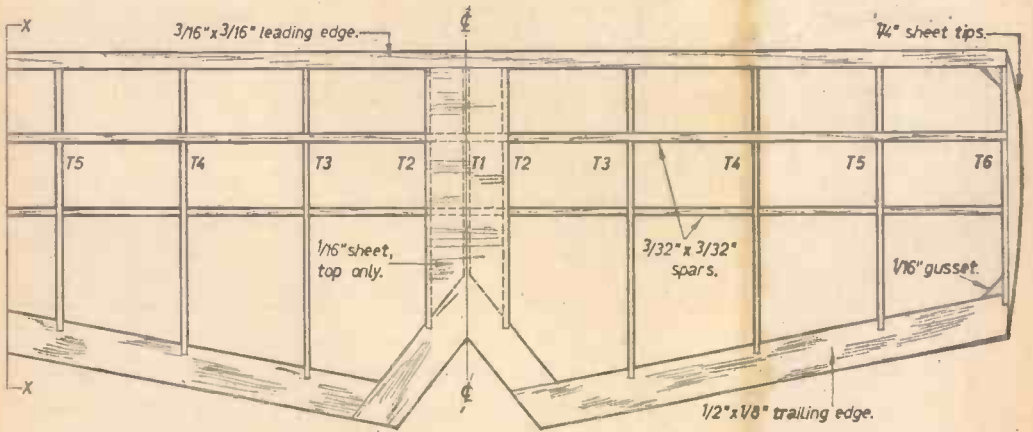 X
3/16" x 3/16" leading edge.
℄
1/4" sheet tips.
T5
T4
T3
T2
T1
T2
T3
T4
T5
T6
1/16" sheet,
top only.
3/32" x 3/32"
spars.
1/16" gusset.
X
℄
1/2" x 1/8" trailing edge.